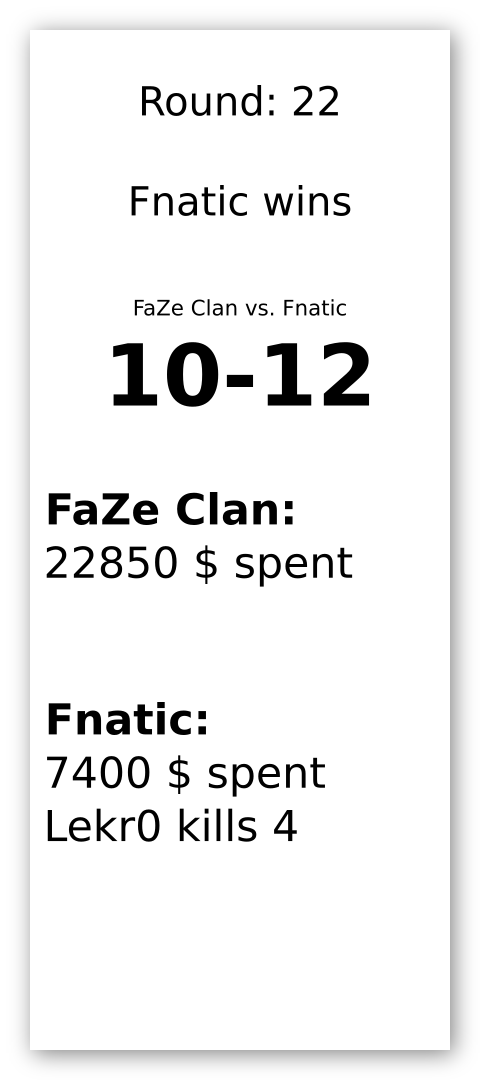 Round: 22
Fnatic wins
FaZe Clan vs. Fnatic
10-12
FaZe Clan:
22850 $ spent
Fnatic:
7400 $ spent
Lekr0 kills 4